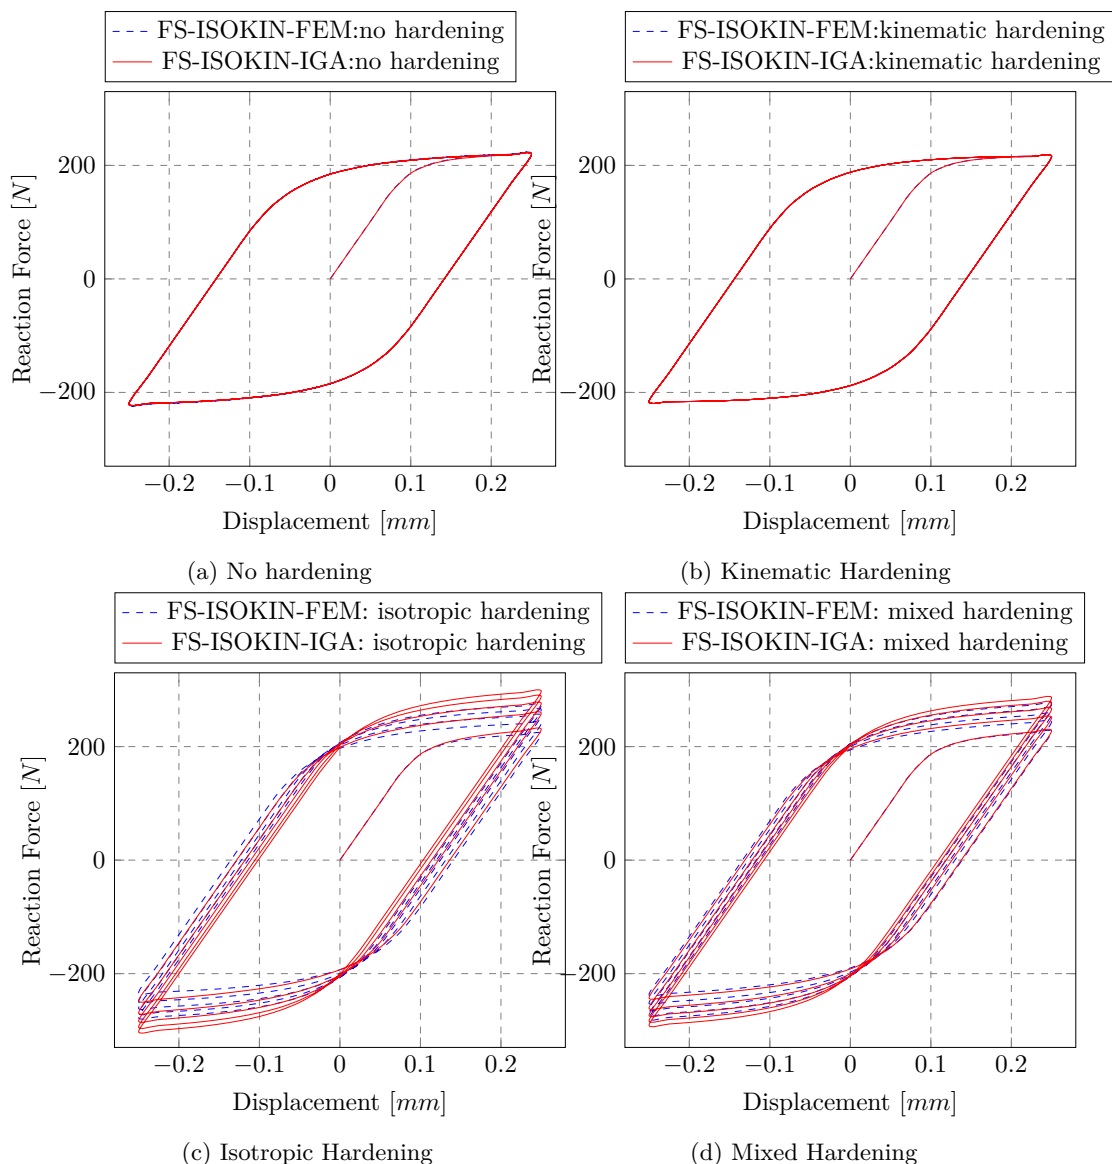 FS-ISOKIN-FEM:no hardening
FS-ISOKIN-IGA:no hardening
200
0
−200
−0.2 −0.1 0 0.1 0.2
Displacement [mm]
Reaction Force [N]
(a) No hardening
FS-ISOKIN-FEM:kinematic hardening
FS-ISOKIN-IGA:kinematic hardening
200
0
−200
−0.2 −0.1 0 0.1 0.2
Displacement [mm]
Reaction Force [N]
(b) Kinematic Hardening
FS-ISOKIN-FEM: isotropic hardening
FS-ISOKIN-IGA: isotropic hardening
200
0
−200
−0.2 −0.1 0 0.1 0.2
Displacement [mm]
Reaction Force [N]
(c) Isotropic Hardening
FS-ISOKIN-FEM: mixed hardening
FS-ISOKIN-IGA: mixed hardening
200
0
−200
−0.2 −0.1 0 0.1 0.2
Displacement [mm]
Reaction Force [N]
(d) Mixed Hardening